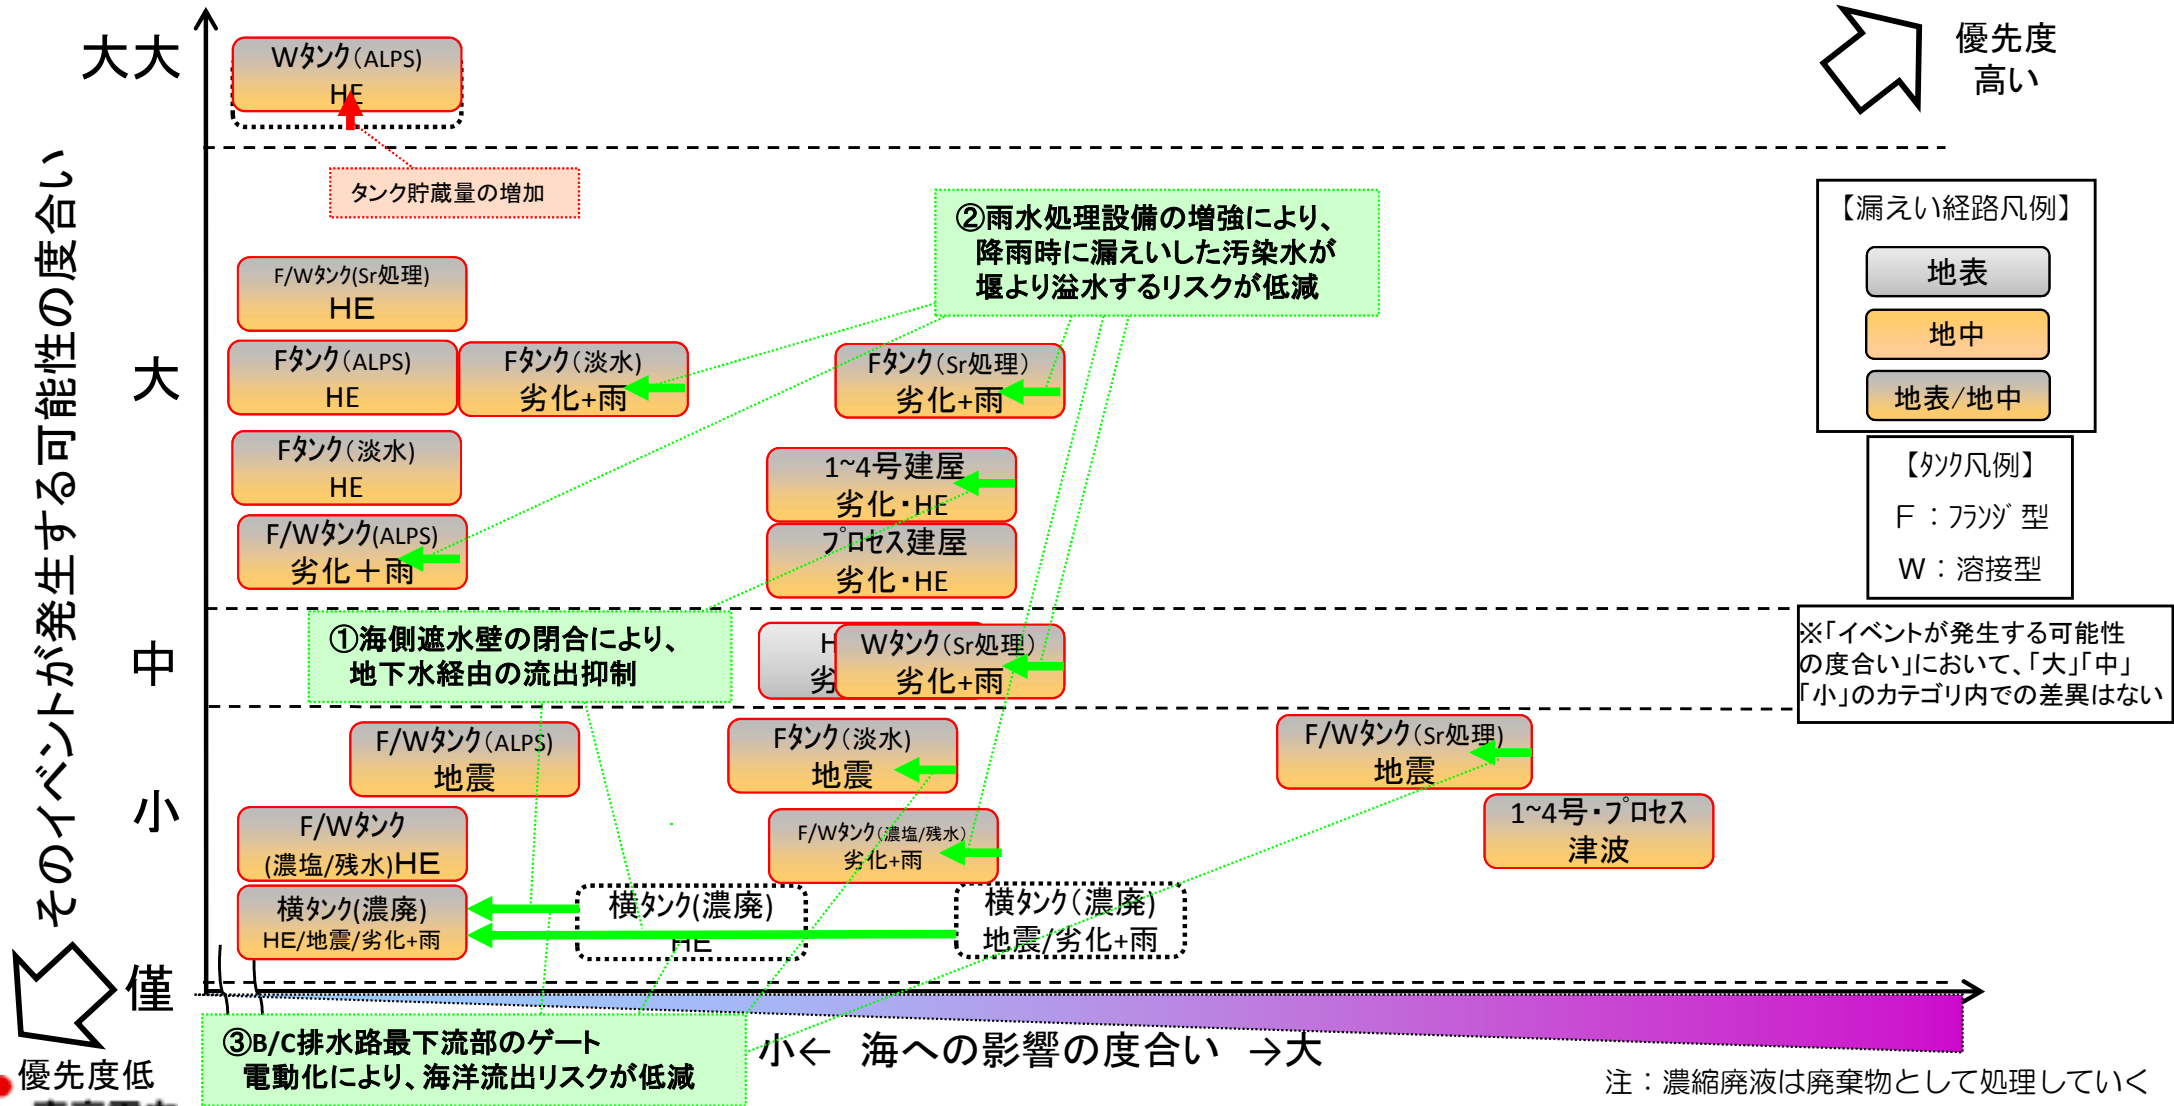 大大
Wタンク(ALPS)
HE
優先度
高い
タンク貯蔵量の増加
そのイベントが発生する可能性の度合い
②雨水処理設備の増強により、
降雨時に漏えいした汚染水が
堰より溢水するリスクが低減
【漏えい経路凡例】
地表
地中
地表/地中
F/Wタンク(Sr処理)
HE
大
Fタンク(ALPS)
HE
Fタンク(淡水)
劣化+雨
Fタンク(Sr処理)
劣化+雨
Fタンク(淡水)
HE
1~4号建屋
劣化・HE
【タンク凡例】
F:フランジ型
W:溶接型
F/Wタンク(ALPS)
劣化+雨
プロセス建屋
劣化・HE
中
①海側遮水壁の閉合により、
地下水経由の流出抑制
H
劣
Wタンク(Sr処理)
劣化+雨
※「イベントが発生する可能性
の度合い」において、「大」「中」
「小」のカテゴリ内での差異はない
小
F/Wタンク(ALPS)
地震
Fタンク(淡水)
地震
F/Wタンク(Sr処理)
地震
F/Wタンク
(濃塩/残水)HE
F/Wタンク(濃塩/残水)
劣化+雨
1~4号・プロセス
津波
横タンク(濃廃)
HE/地震/劣化+雨
横タンク(濃廃)
HE
横タンク(濃廃)
地震/劣化+雨
僅
③B/C排水路最下流部のゲート
電動化により、海洋流出リスクが低減
小← 海への影響の度合い →大
優先度低
注:濃縮廃液は廃棄物として処理していく